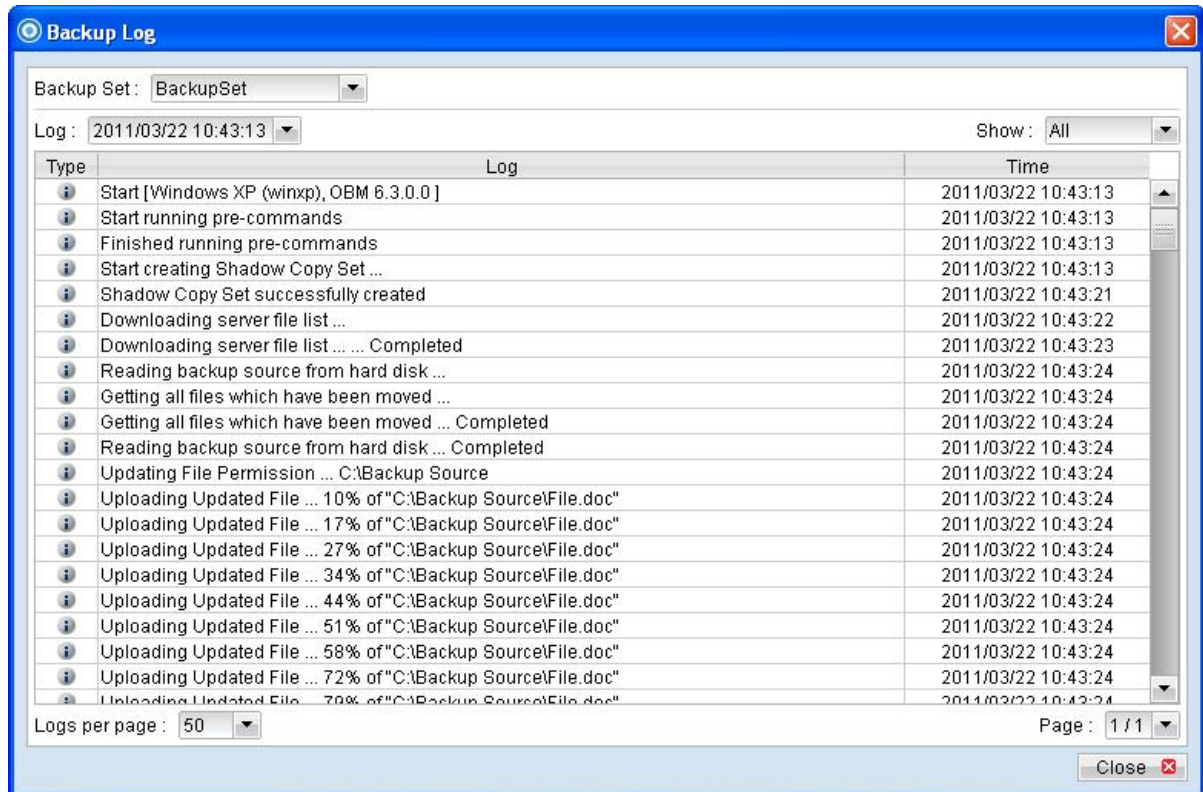 Backup Log
Backup Set : BackupSet
Log : 2011/03/22 10:43:13 Show : All
Type Log Time
Start [Windows XP (winxp), OBM 6.3.0.0 ] 2011/03/22 10:43:13
Start running pre-commands 2011/03/22 10:43:13
Finished running pre-commands 2011/03/22 10:43:13
Start creating Shadow Copy Set ... 2011/03/22 10:43:13
Shadow Copy Set successfully created 2011/03/22 10:43:21
Downloading server file list ... 2011/03/22 10:43:22
Downloading server file list ... ... Completed 2011/03/22 10:43:23
Reading backup source from hard disk ... 2011/03/22 10:43:24
Getting all files which have been moved ... 2011/03/22 10:43:24
Getting all files which have been moved ... Completed 2011/03/22 10:43:24
Reading backup source from hard disk ... Completed 2011/03/22 10:43:24
Updating File Permission ... C:\Backup Source 2011/03/22 10:43:24
Uploading Updated File ... 10% of "C:\Backup Source\File.doc" 2011/03/22 10:43:24
Uploading Updated File ... 17% of "C:\Backup Source\File.doc" 2011/03/22 10:43:24
Uploading Updated File ... 27% of "C:\Backup Source\File.doc" 2011/03/22 10:43:24
Uploading Updated File ... 34% of "C:\Backup Source\File.doc" 2011/03/22 10:43:24
Uploading Updated File ... 44% of "C:\Backup Source\File.doc" 2011/03/22 10:43:24
Uploading Updated File ... 51% of "C:\Backup Source\File.doc" 2011/03/22 10:43:24
Uploading Updated File ... 58% of "C:\Backup Source\File.doc" 2011/03/22 10:43:24
Uploading Updated File ... 72% of "C:\Backup Source\File.doc" 2011/03/22 10:43:24
Uploading Updated File ... 79% of "C:\Backup Source\File.doc" 2011/03/22 10:43:24
Logs per page : 50 Page : 1 / 1
Close